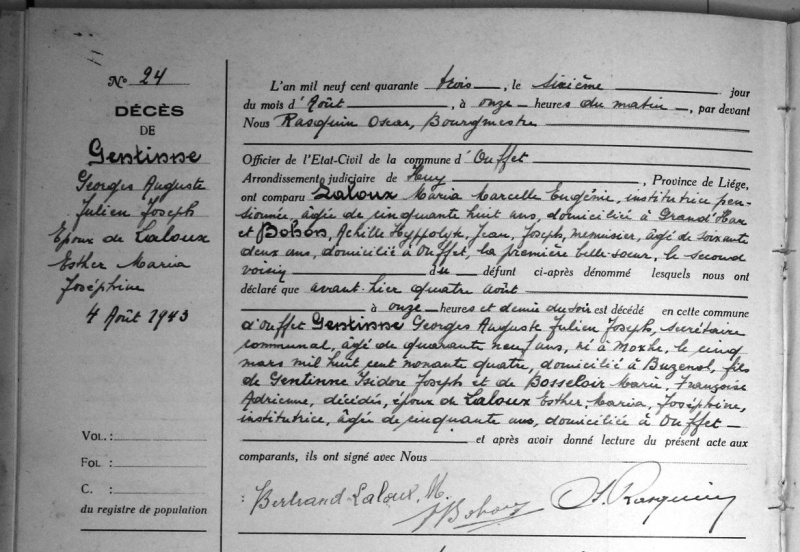 No 24
DÉCÈS
DE
Gentinne
Georges Auguste
Julien Joseph
Epoux de Laloux
Esther Maria
Joséphine
4 Août 1943
VOL. :
FOL :
C. :
du registre de population
L'an mil neuf cent quarante trois, le sixième jour
du mois d'Août, à onze heures du matin, par devant
Nous Rasquin Oscar, Bourgmestre
Officier de l'Etat-Civil de la commune d'Ouffet
Arrondissement judiciaire de Huy, Province de Liége,
ont comparu Laloux Maria Marcelle Eugénie, institutrice pen-
sionnée, âgée de cinquante huit ans, domiciliée à Grand'Han
et Bohon, Achille Hyppolyte, Jean, Joseph, menuisier, âgé de soixante
deux ans, domicilié à Ouffet, la première belle-sœur, le second
voisin du défunt ci-après dénommé lesquels nous ont
déclaré que avant-hier quatre août
à onze heures et demie du soir est décédé en cette commune
d'Ouffet Gentinne Georges Auguste Julien Joseph, secrétaire
communal, âgé de quarante neuf ans, né à Moxhe, le cinq
mars mil huit cent nonante quatre, domicilié à Buzenol, fils
de Gentinne Isidore Joseph et de Bosseloir Marie, Françoise
Adrienne, décédés, époux de Laloux Esther, Maria, Joséphine,
institutrice, âgée de cinquante ans, domiciliée à Ouffet
et après avoir donné lecture du présent acte aux
comparants, ils ont signé avec Nous
Bertrand-Laloux, M. Bohon O. Rasquin